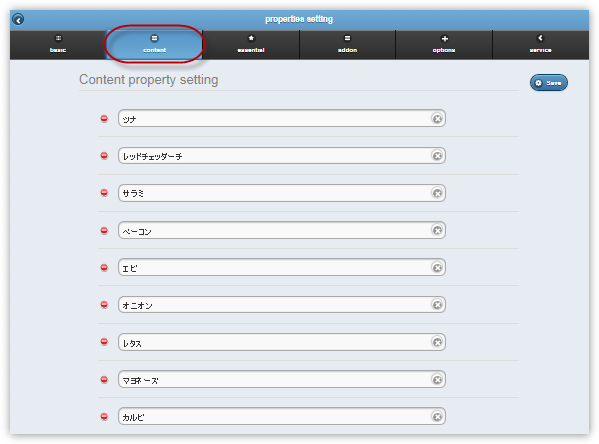 properties setting
basic
content
essential
addon
options
service
Content property setting
Save
ツナ
レッドチェッダーチ
サラミ
ベーコン
エビ
オニオン
レタス
マヨネーズ
カルビ